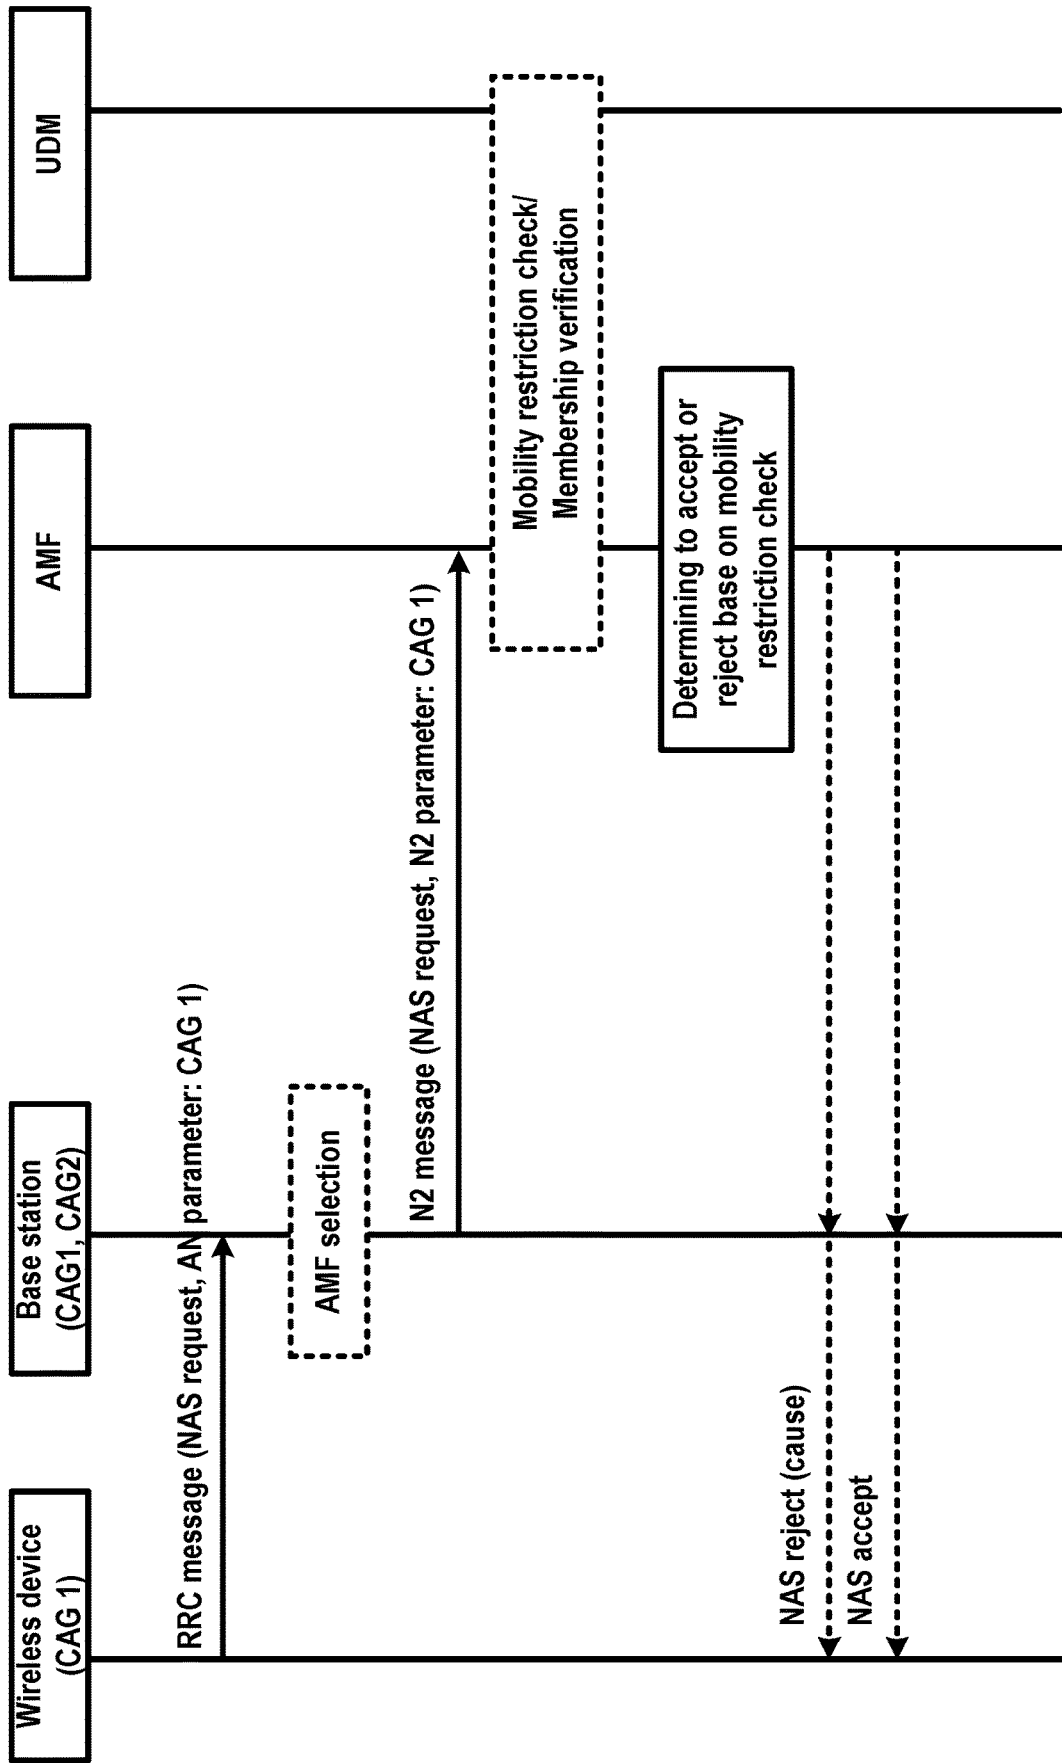 Wireless device
(CAG 1)
Base station
(CAG1, CAG2)
AMF
UDM
RRC message (NAS request, AN parameter: CAG 1)
AMF selection
N2 message (NAS request, N2 parameter: CAG 1)
Mobility restriction check/
Membership verification
Determining to accept or
reject base on mobility
restriction check
NAS reject (cause)
NAS accept